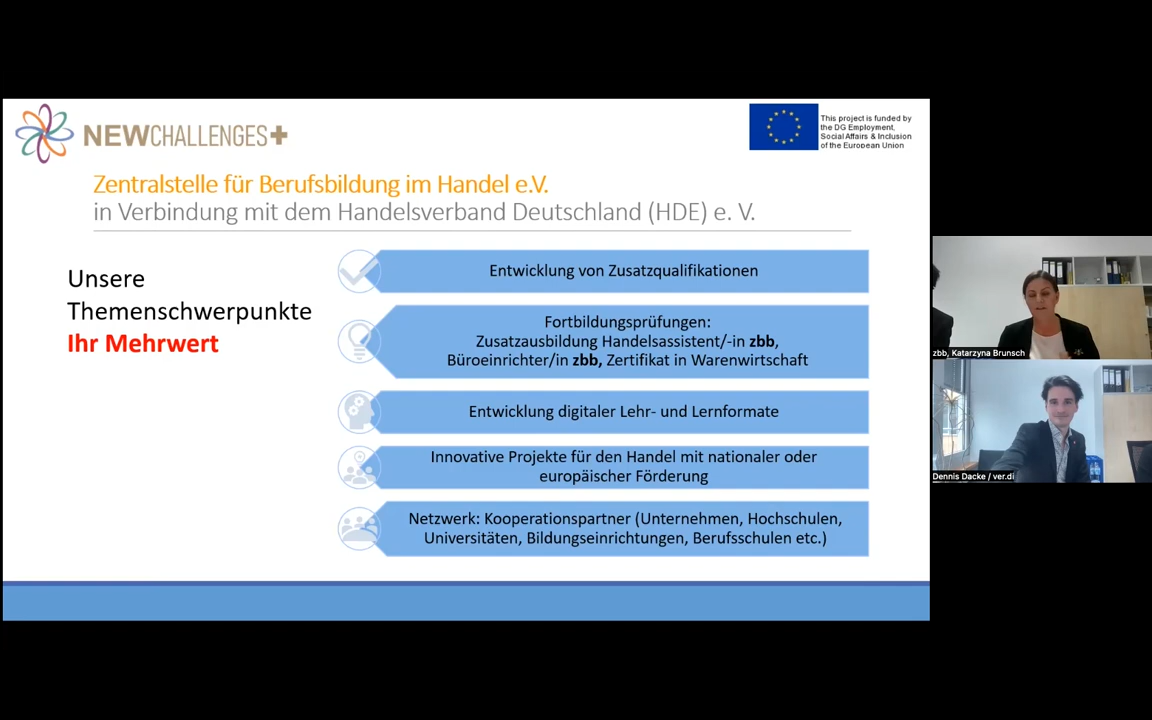 NEWCHALLENGES+
This project is funded by
the DG Employment,
Social Affairs & Inclusion
of the European Union
Zentralstelle für Berufsbildung im Handel e.V.
in Verbindung mit dem Handelsverband Deutschland (HDE) e. V.
Unsere
Themenschwerpunkte
Ihr Mehrwert
Entwicklung von Zusatzqualifikationen
Fortbildungsprüfungen:
Zusatzausbildung Handelsassistent/-in zbb,
Büroeinrichter/in zbb, Zertifikat in Warenwirtschaft
Entwicklung digitaler Lehr- und Lernformate
Innovative Projekte für den Handel mit nationaler oder
europäischer Förderung
Netzwerk: Kooperationspartner (Unternehmen, Hochschulen,
Universitäten, Bildungseinrichtungen, Berufsschulen etc.)
zbb, Katarzyna Brunsch
Dennis Dacke / ver.di